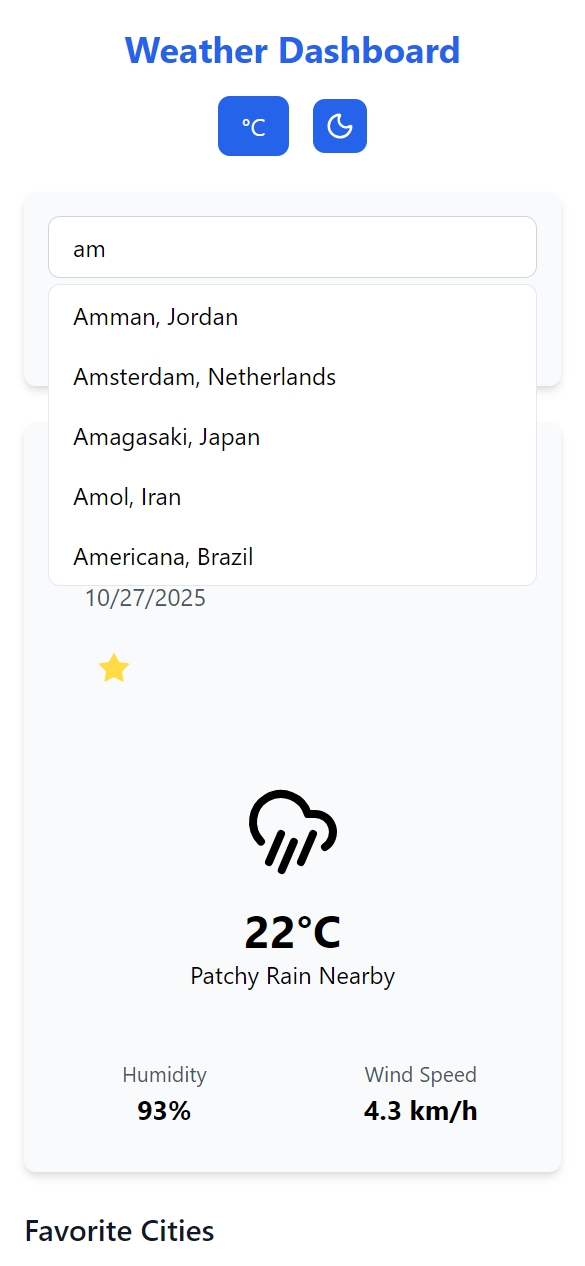 Weather Dashboard
°C
am
Amman, Jordan
Amsterdam, Netherlands
Amagasaki, Japan
Amol, Iran
Americana, Brazil
10/27/2025
22°C
Patchy Rain Nearby
Humidity
Wind Speed
93%
4.3 km/h
Favorite Cities